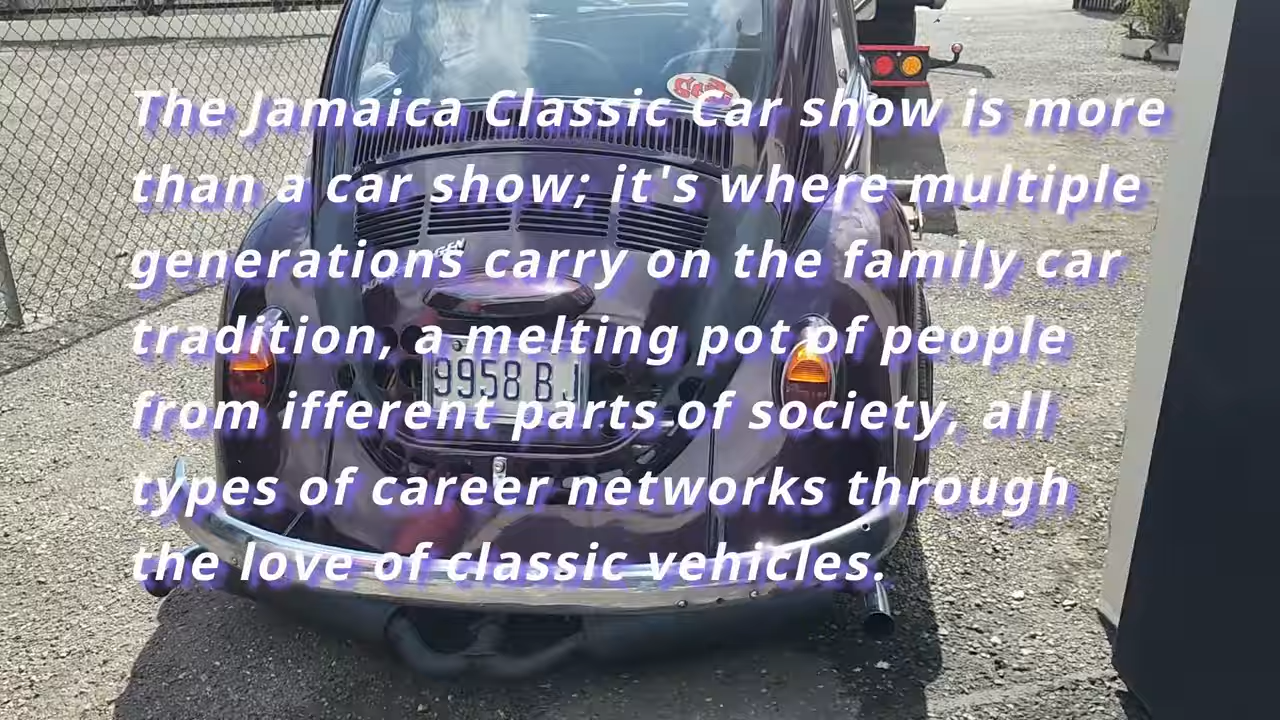 The Jamaica Classic Car show is more
than a car show; it's where multiple
generations carry on the family car
tradition, a melting pot of people
from ifferent parts of society, all
types of career networks through
the love of classic vehicles.
9958 BJ